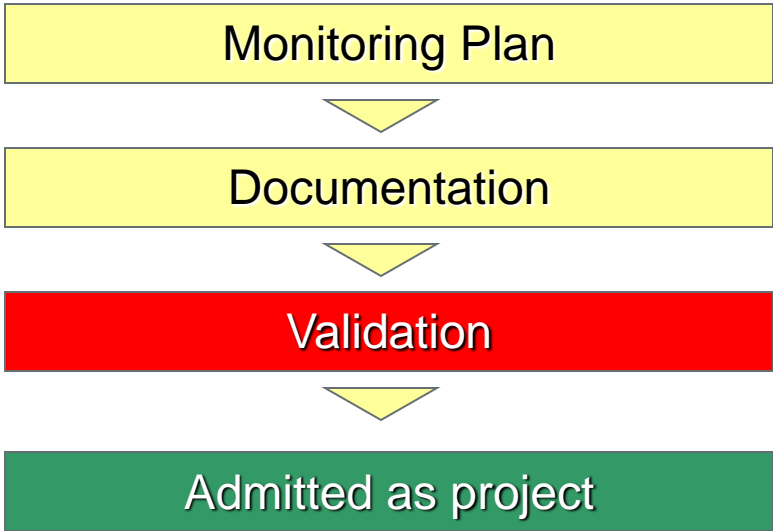 Monitoring Plan
Documentation
Validation
Admitted as project